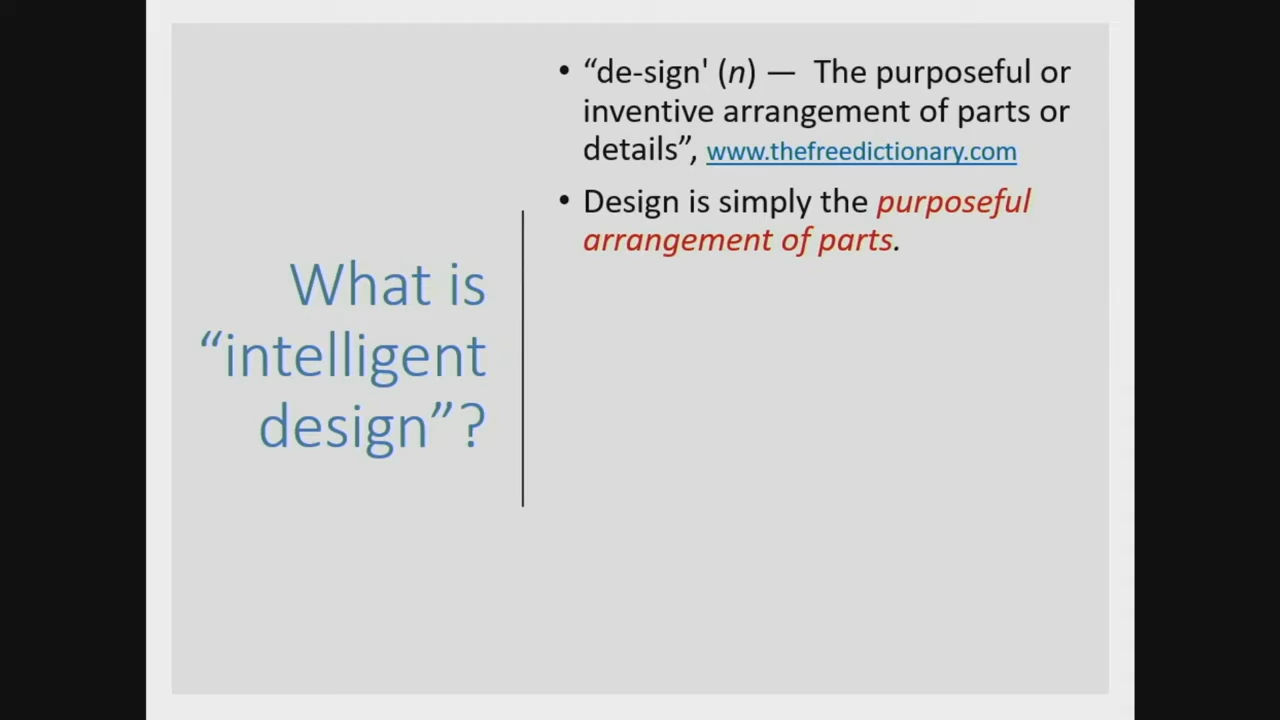 What is
“intelligent
design”?
• “de-sign' (n) — The purposeful or
inventive arrangement of parts or
details”, www.thefreedictionary.com
• Design is simply the purposeful
arrangement of parts.